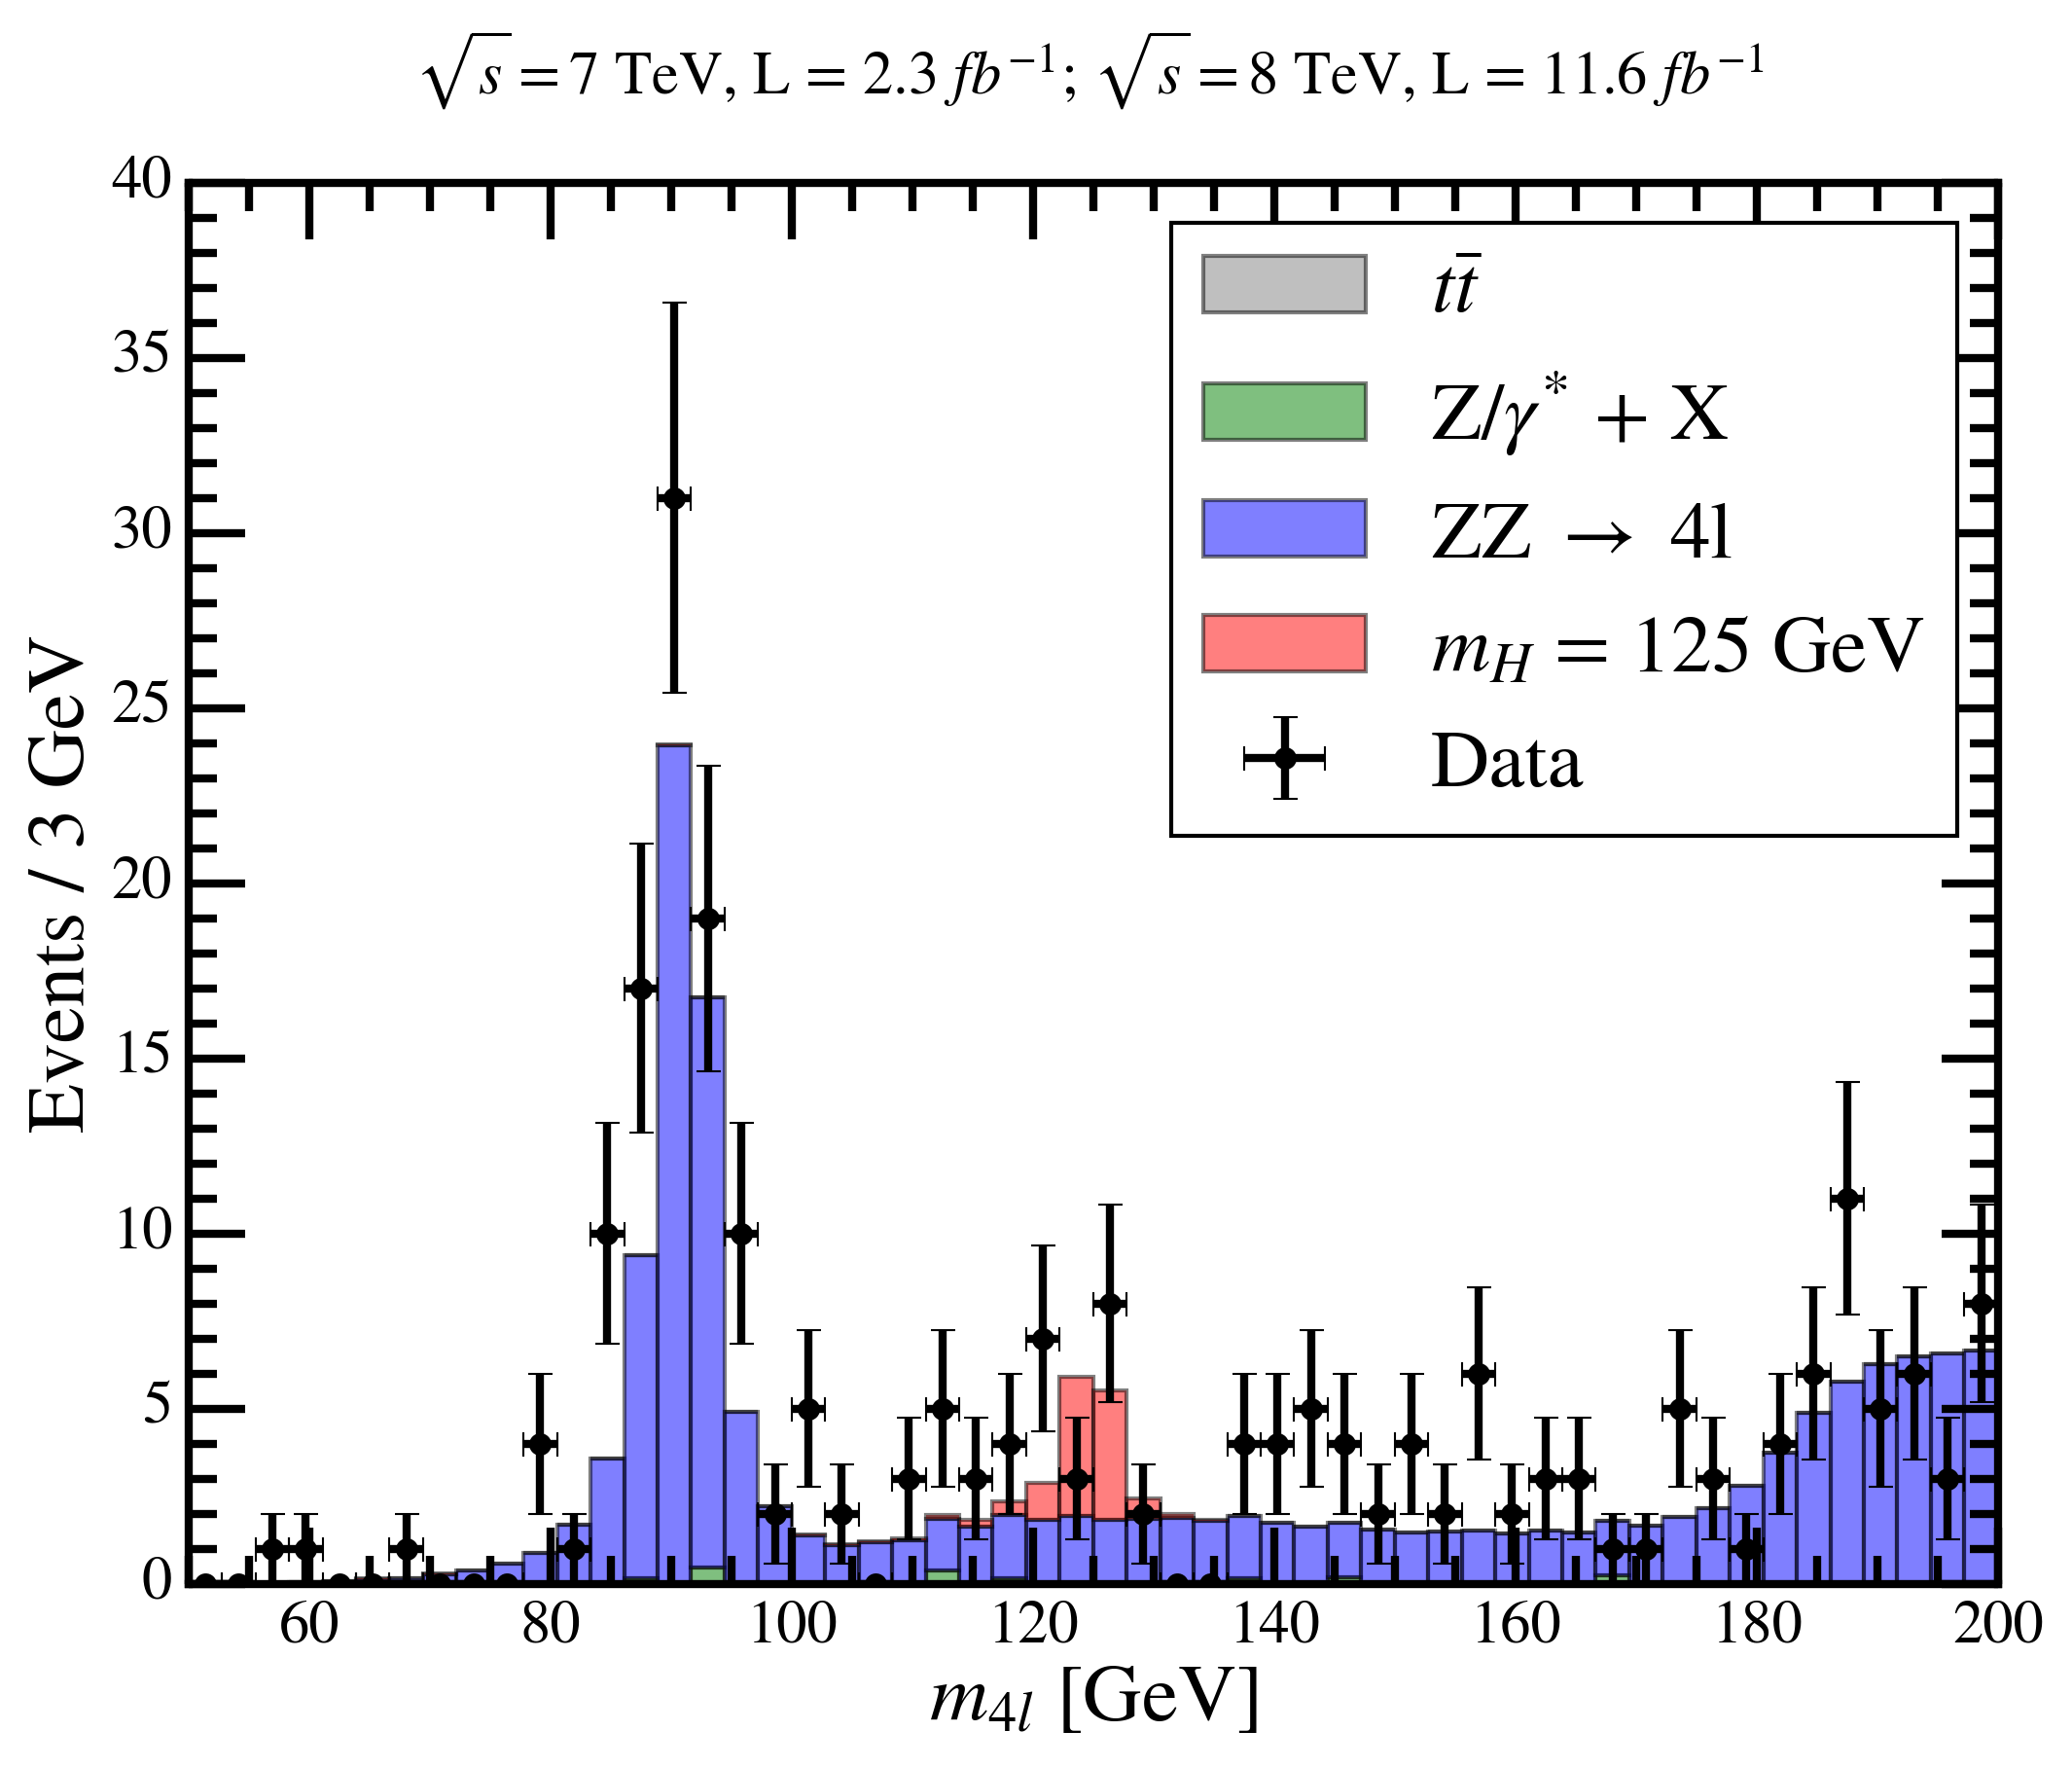 √s = 7 TeV, L = 2.3 fb⁻¹; √s = 8 TeV, L = 11.6 fb⁻¹
40
35
30
25
20
15
10
5
0
Events / 3 GeV
tt̄
Z/γ* + X
ZZ → 4l
m_H = 125 GeV
Data
60 80 100 120 140 160 180 200
m_4l [GeV]